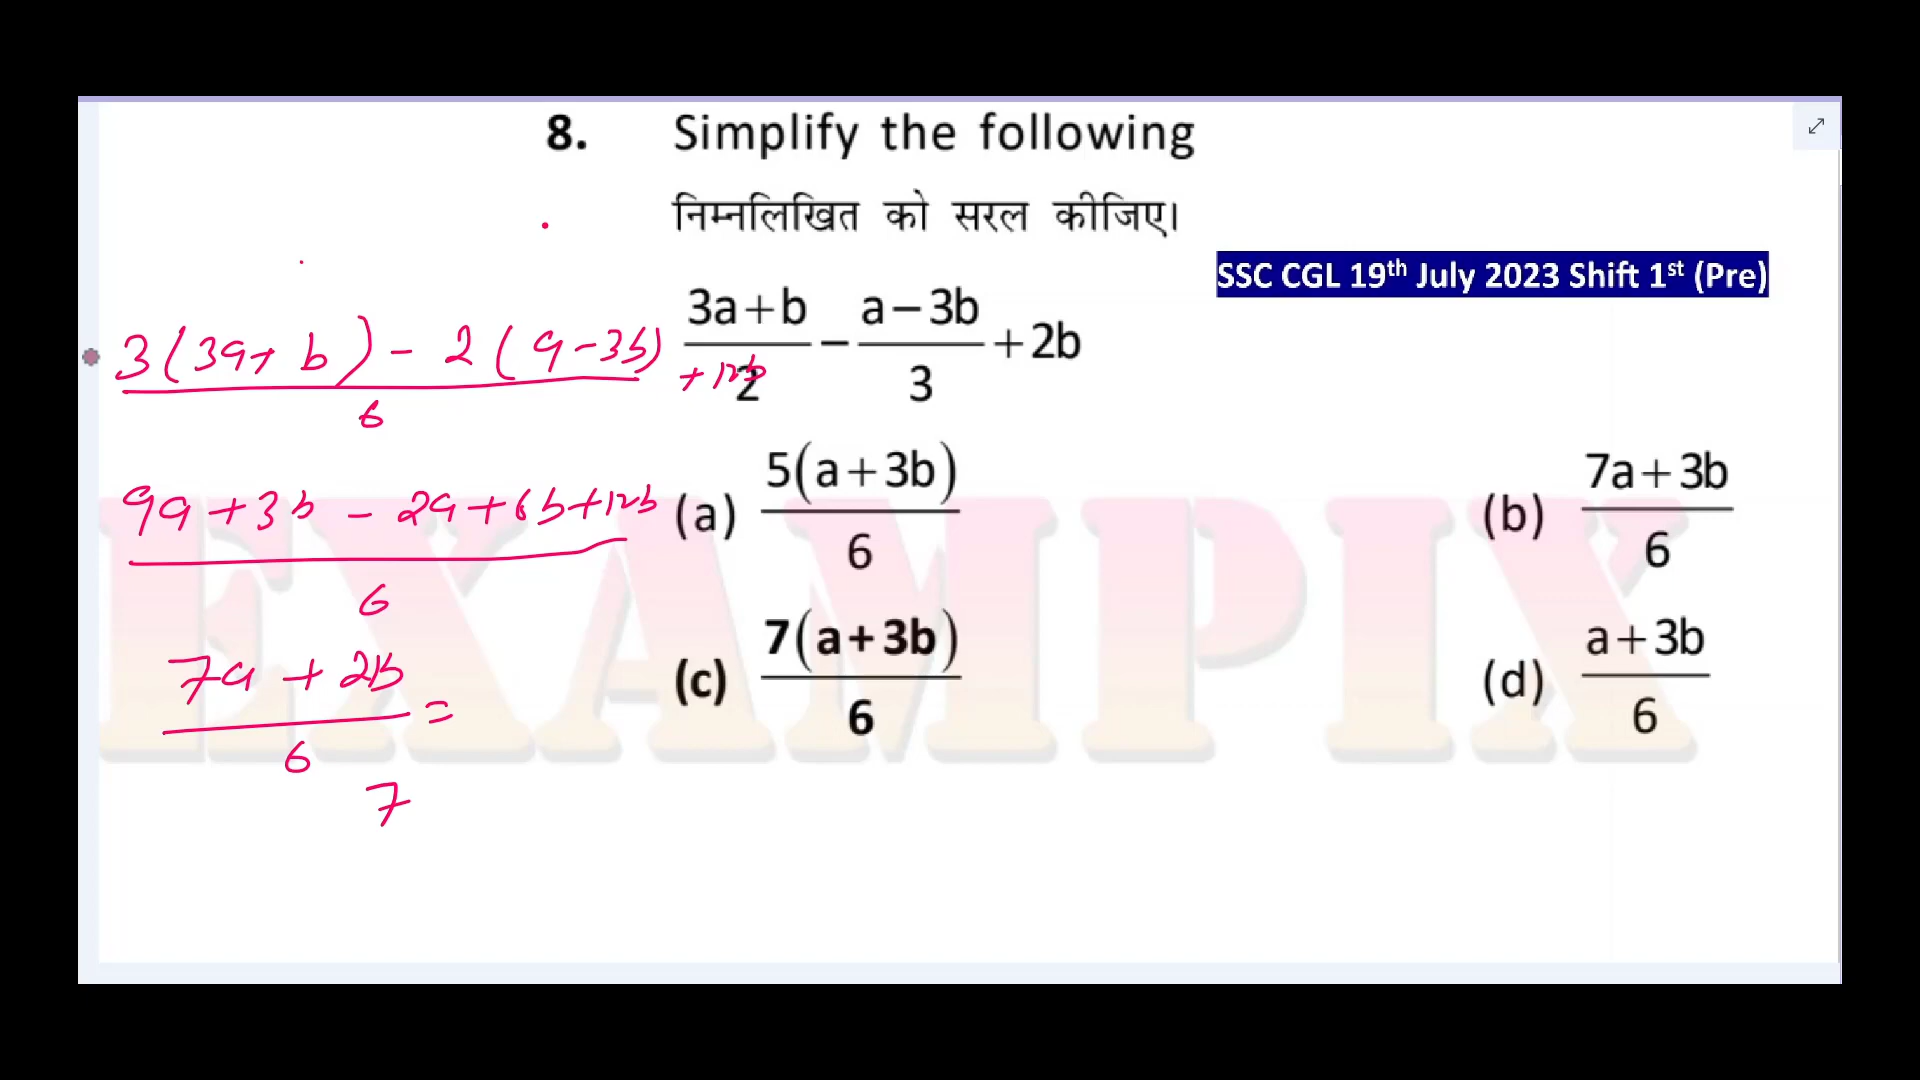 8. Simplify the following
निम्नलिखित को सरल कीजिए।
SSC CGL 19th July 2023 Shift 1st (Pre)
(3a+b)/2 − (a−3b)/3 + 2b
(a) 5(a+3b)/6
(b) (7a+3b)/6
(c) 7(a+3b)/6
(d) (a+3b)/6
3(3a+b) − 2(a−3b) + 12b
6
9a+3b − 2a+6b+12b
6
7a + 21b =
6
7
EXAMPIX